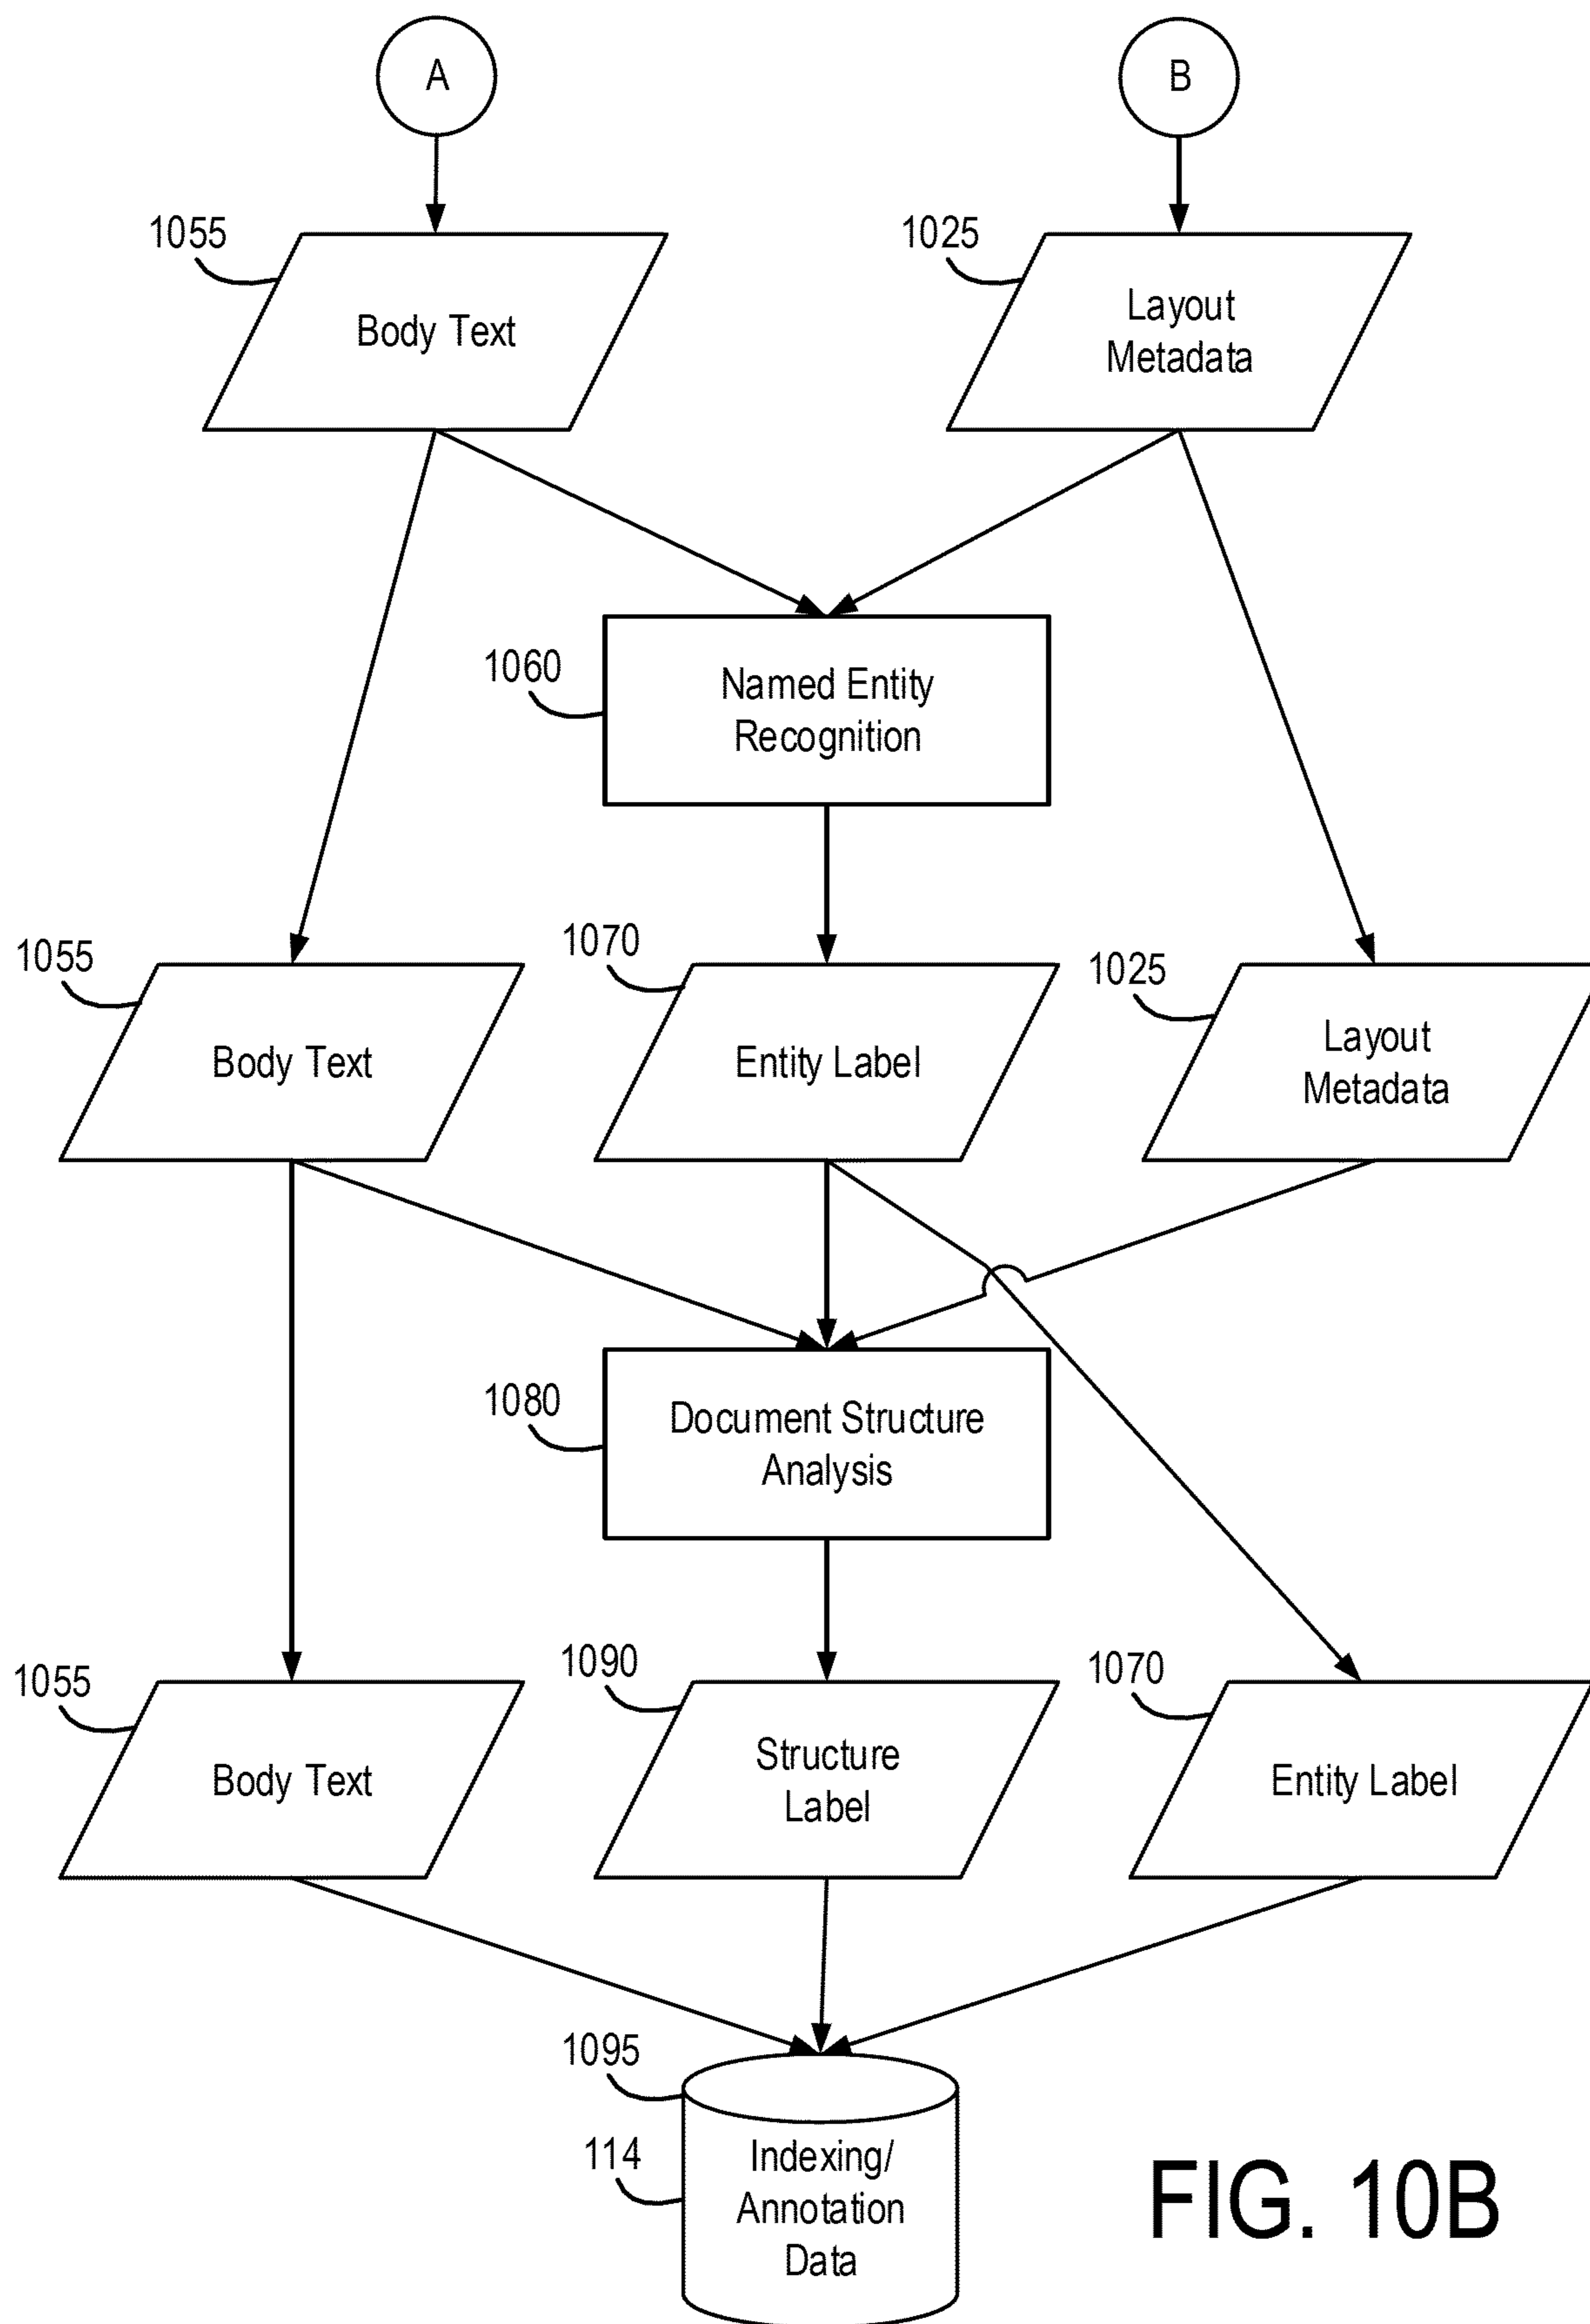 A
B
1055
1025
Body Text
Layout
Metadata
1060
Named Entity
Recognition
1055
1070
1025
Body Text
Entity Label
Layout
Metadata
1080
Document Structure
Analysis
1055
1090
1070
Body Text
Structure
Label
Entity Label
1095
114
Indexing/
Annotation
Data
FIG. 10B